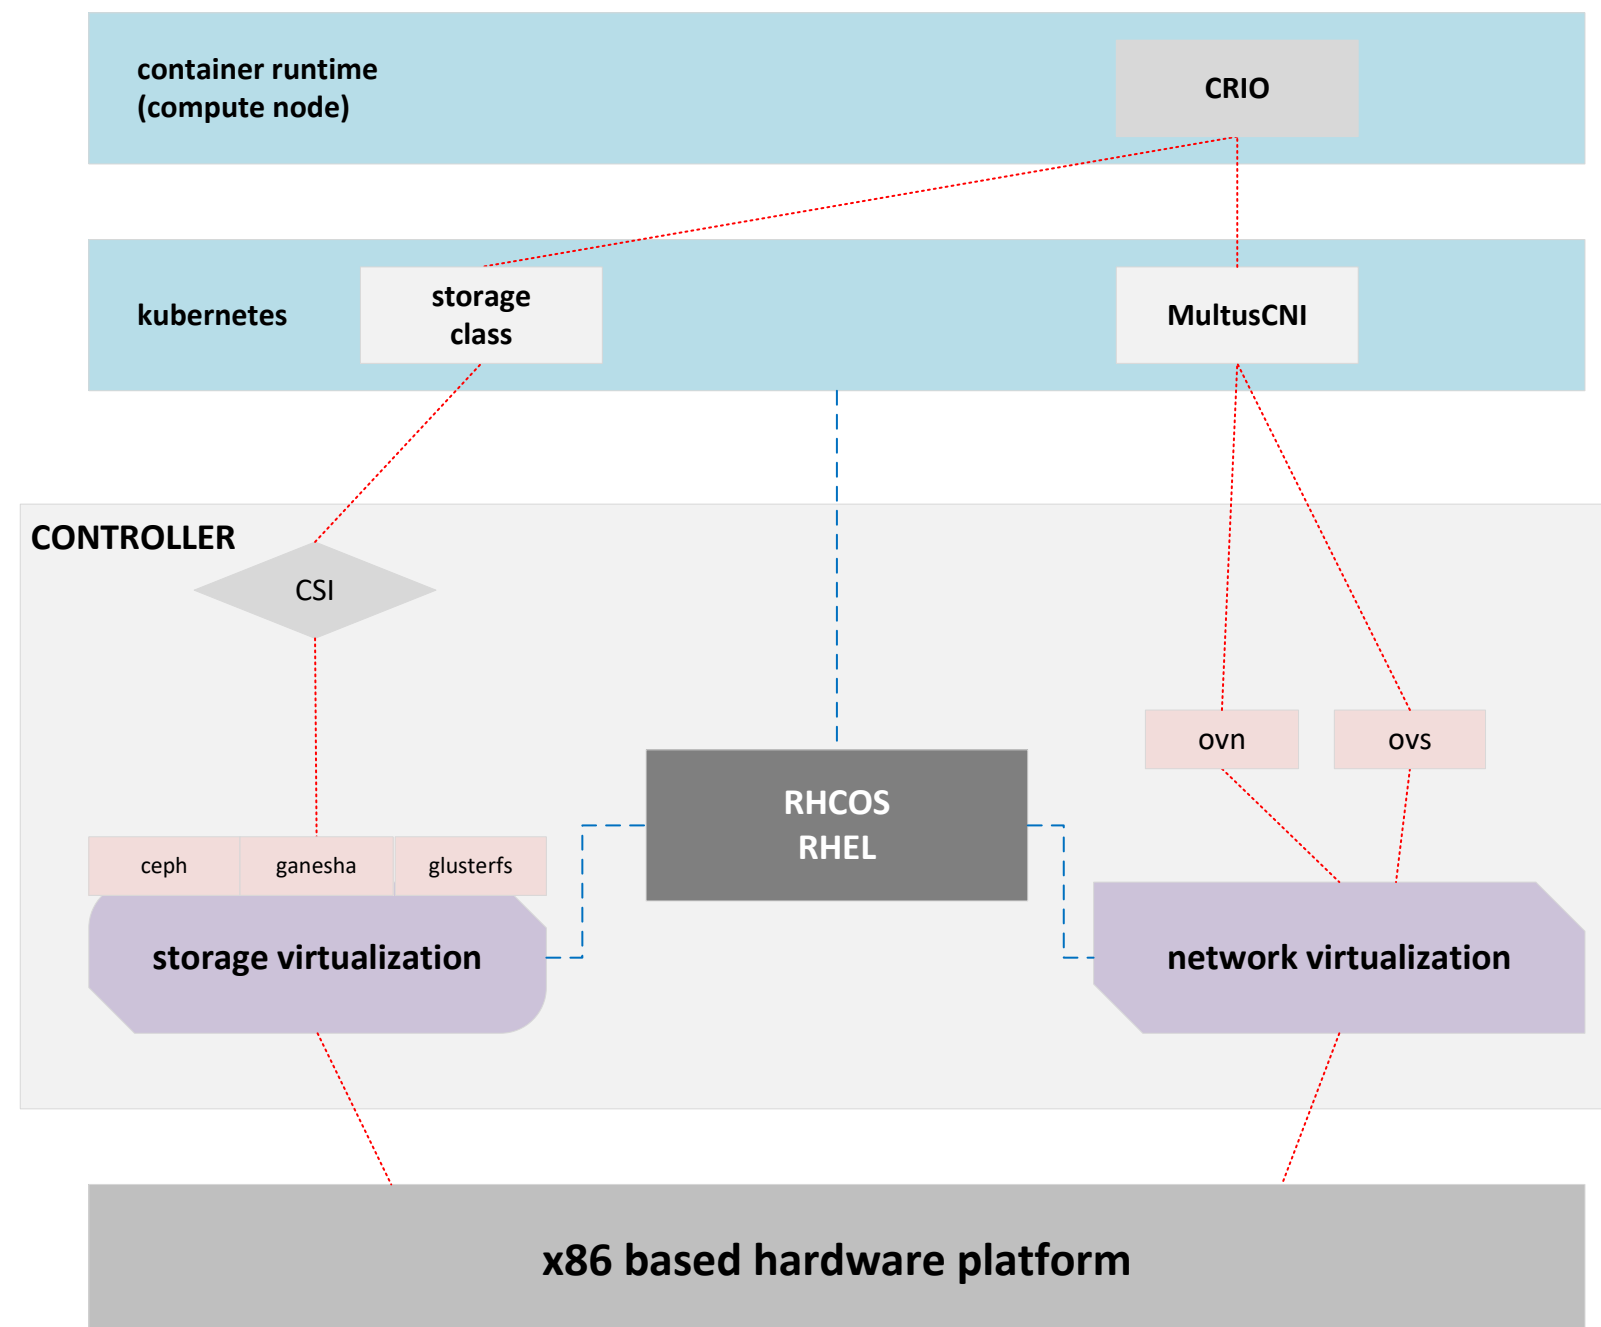 container runtime
(compute node)
CRIO
kubernetes
storage
class
MultusCNI
CONTROLLER
CSI
ovn
ovs
RHCOS
RHEL
ceph
ganesha
glusterfs
storage virtualization
network virtualization
x86 based hardware platform